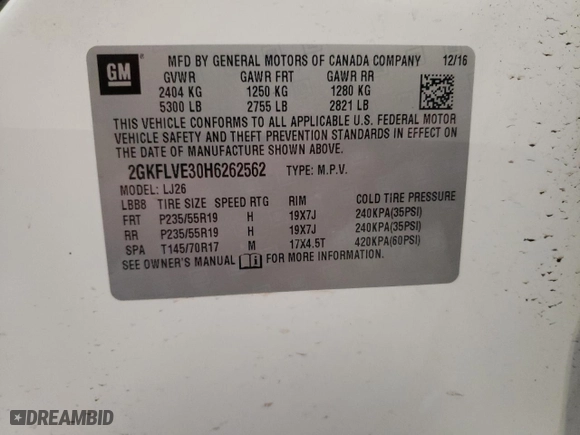 GM
MFD BY GENERAL MOTORS OF CANADA COMPANY 12/16
GVWR GAWR FRT GAWR RR
2404 KG 1250 KG 1280 KG
5300 LB 2755 LB 2821 LB
THIS VEHICLE CONFORMS TO ALL APPLICABLE U.S. FEDERAL MOTOR
VEHICLE SAFETY AND THEFT PREVENTION STANDARDS IN EFFECT ON
THE DATE OF MANUFACTURE SHOWN ABOVE.
2GKFLVE30H6262562 TYPE: M.P.V.
MODEL: LJ26
LBB8 TIRE SIZE SPEED RTG RIM COLD TIRE PRESSURE
FRT P235/55R19 H 19X7J 240KPA(35PSI)
RR P235/55R19 H 19X7J 240KPA(35PSI)
SPA T145/70R17 M 17X4.5T 420KPA(60PSI)
SEE OWNER'S MANUAL FOR MORE INFORMATION.
DREAMBID